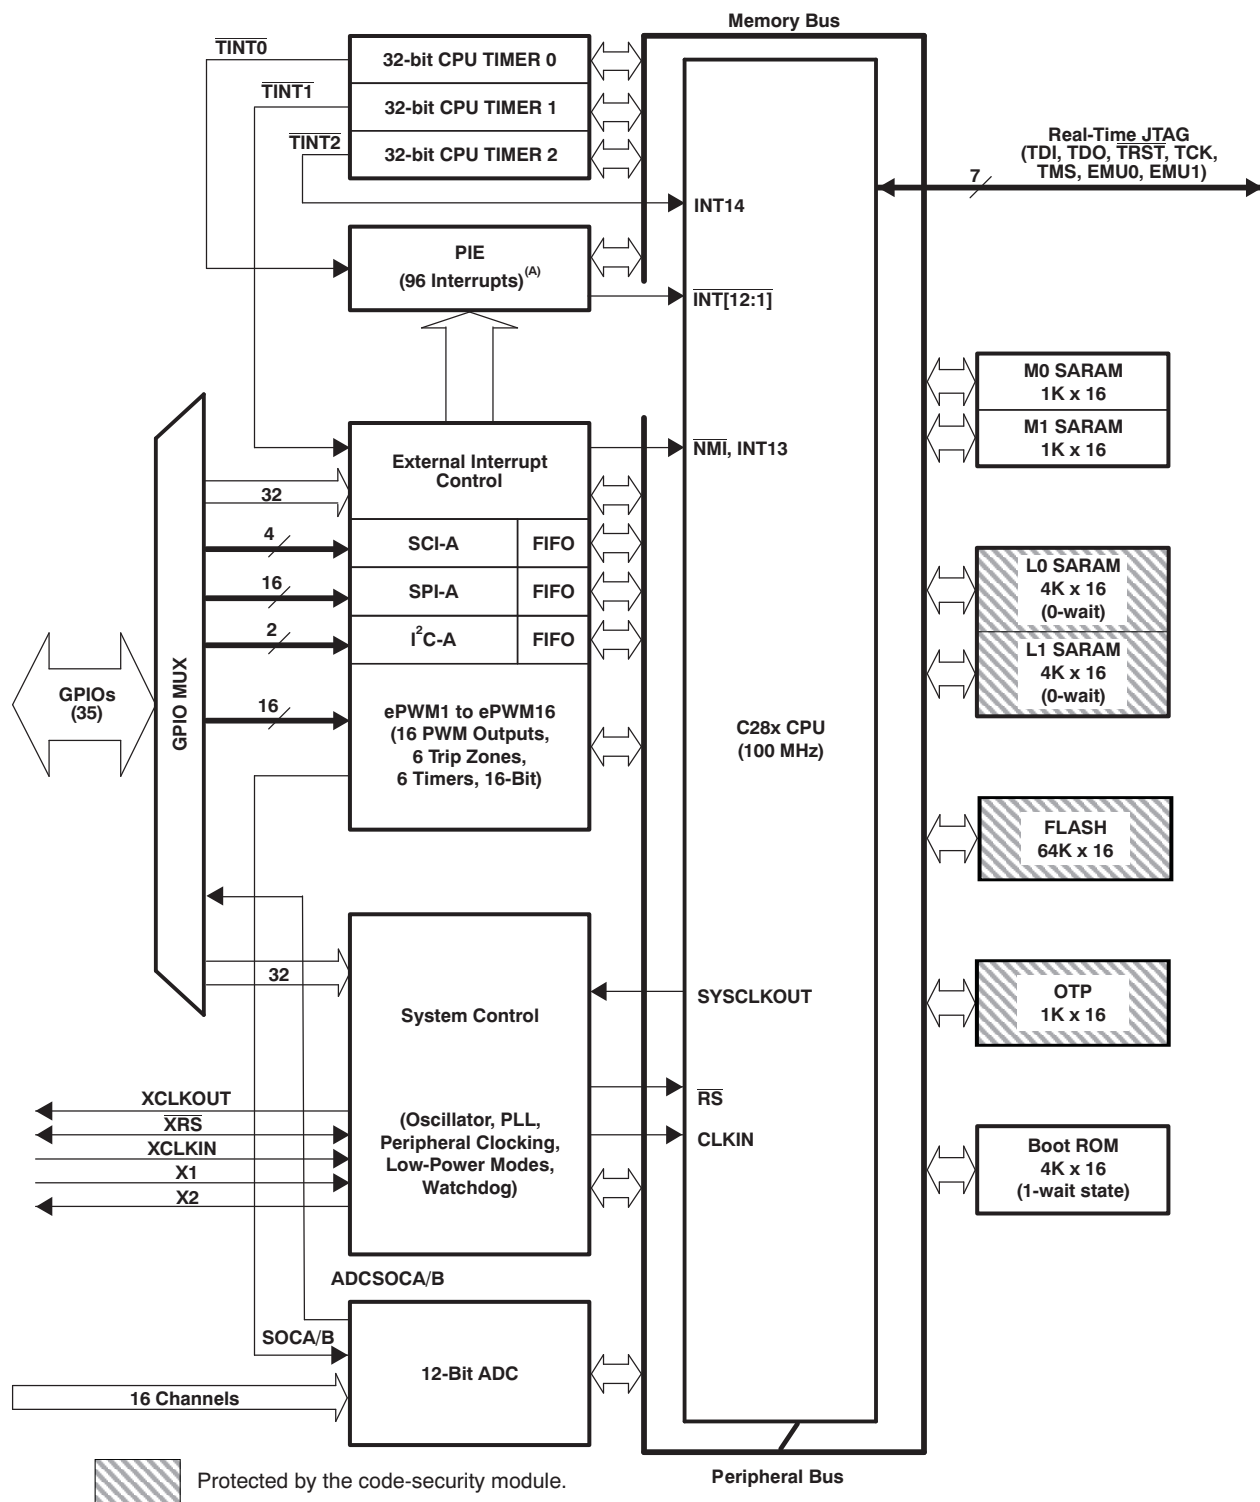 Memory Bus
TINT0
32-bit CPU TIMER 0
TINT1
32-bit CPU TIMER 1
TINT2
32-bit CPU TIMER 2
Real-Time JTAG
(TDI, TDO, TRST, TCK,
TMS, EMU0, EMU1)
7
INT14
PIE
(96 Interrupts)(A)
INT[12:1]
M0 SARAM
1K x 16
M1 SARAM
1K x 16
External Interrupt
Control
NMI, INT13
32
4
SCI-A
FIFO
16
SPI-A
FIFO
2
I2C-A
FIFO
L0 SARAM
4K x 16
(0-wait)
L1 SARAM
4K x 16
(0-wait)
GPIOs
(35)
GPIO MUX
16
ePWM1 to ePWM16
(16 PWM Outputs,
6 Trip Zones,
6 Timers, 16-Bit)
C28x CPU
(100 MHz)
FLASH
64K x 16
32
System Control
SYSCLKOUT
OTP
1K x 16
XCLKOUT
XRS
XCLKIN
X1
X2
(Oscillator, PLL,
Peripheral Clocking,
Low-Power Modes,
Watchdog)
RS
CLKIN
Boot ROM
4K x 16
(1-wait state)
ADCSOCA/B
SOCA/B
12-Bit ADC
16 Channels
Peripheral Bus
Protected by the code-security module.